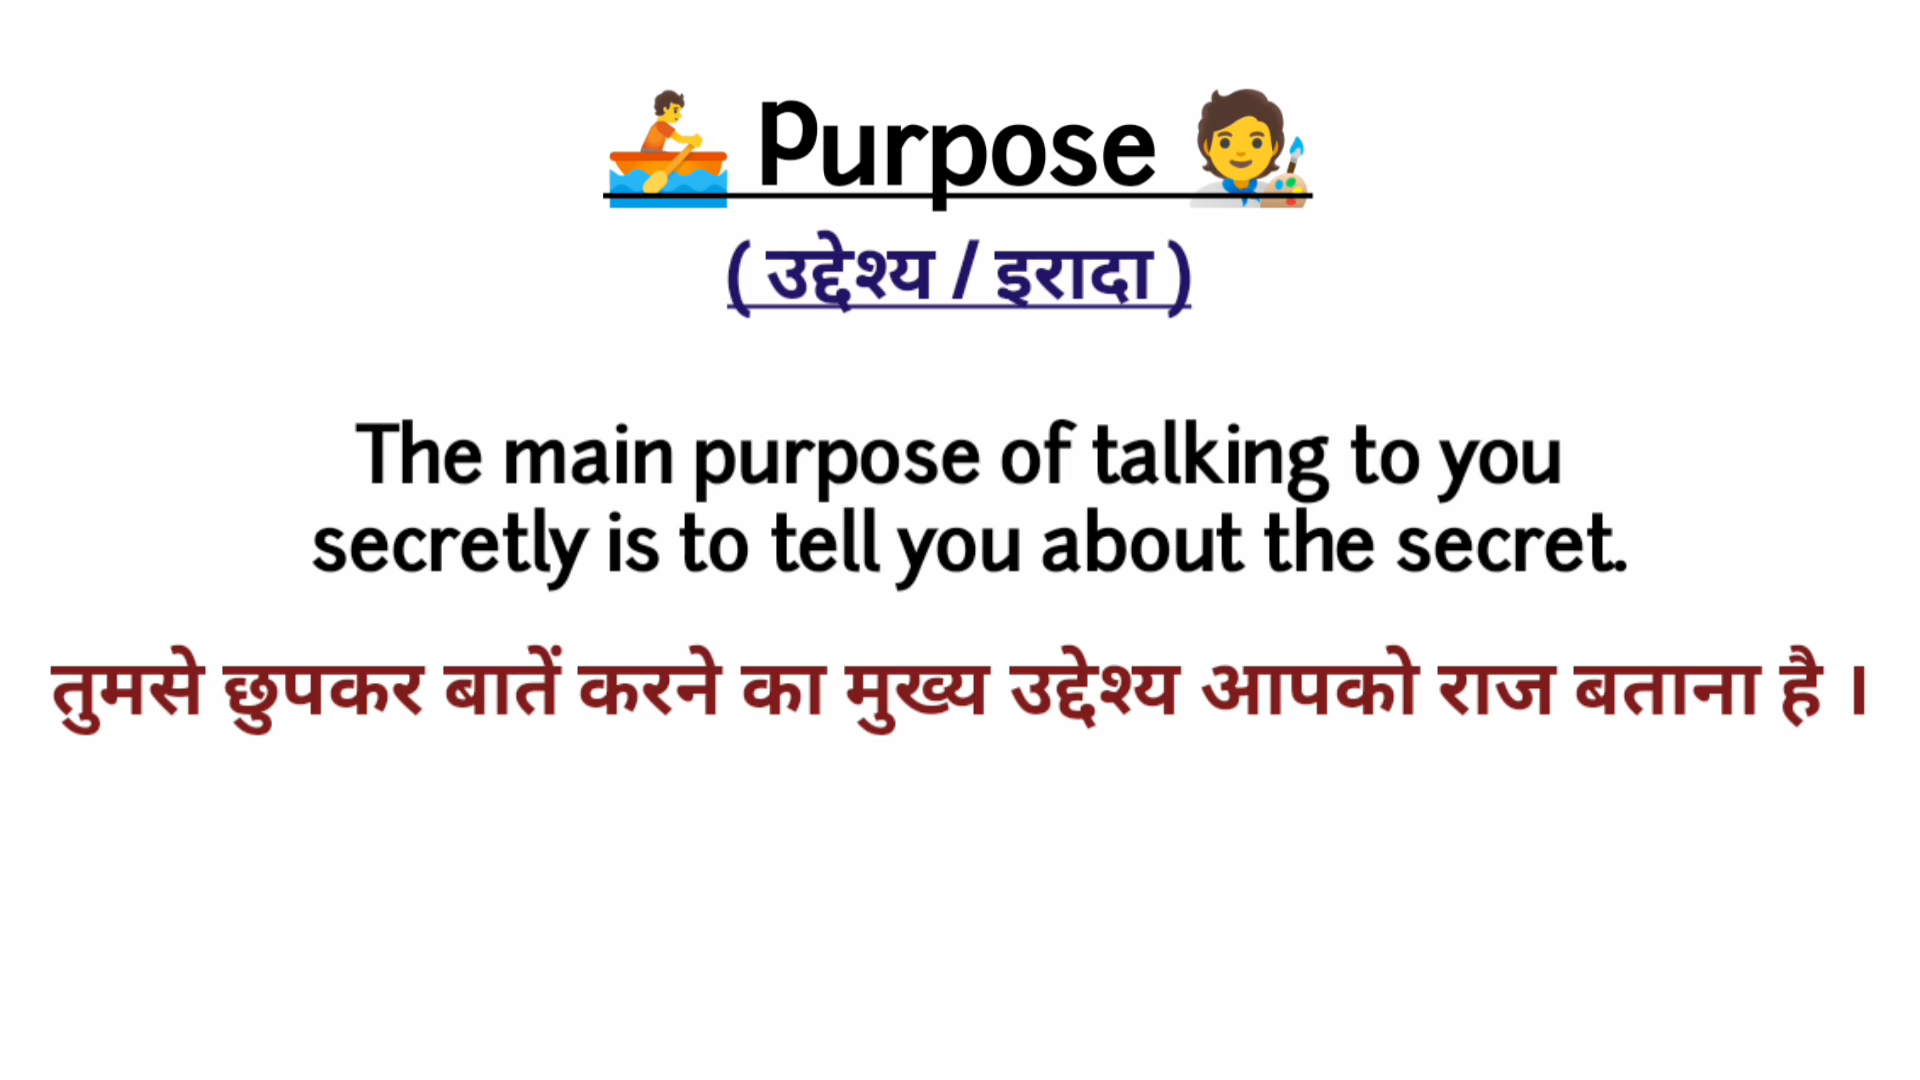 Purpose
( उद्देश्य / इरादा )
The main purpose of talking to you
secretly is to tell you about the secret.
तुमसे छुपकर बातें करने का मुख्य उद्देश्य आपको राज बताना है ।